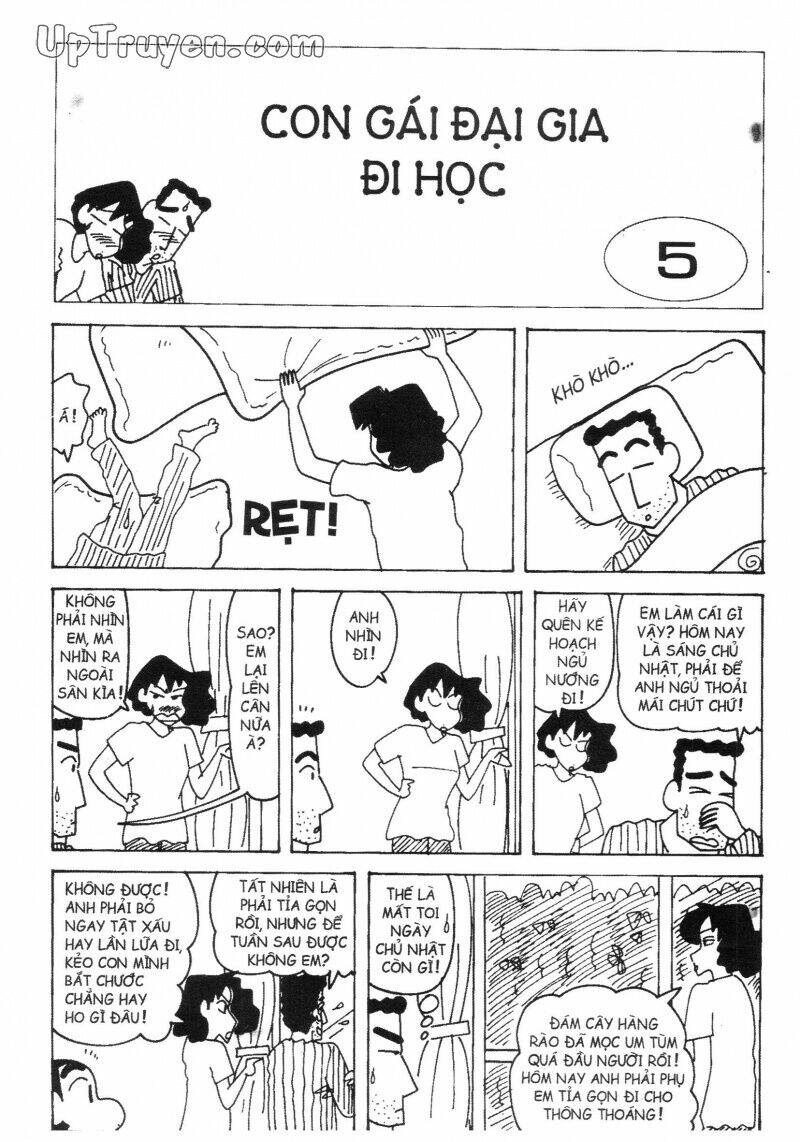 UpTruyen.com
CON GÁI ĐẠI GIA
ĐI HỌC
5
KHÒ KHÒ...
RẸT!
Á!
EM LÀM CÁI GÌ
VẬY? HÔM NAY
LÀ SÁNG CHỦ
NHẬT, PHẢI ĐỂ
ANH NGỦ THOẢI
MÁI CHÚT CHỨ!
HÃY
QUÊN KẾ
HOẠCH
NGỦ
NƯỚNG
ĐI!
ANH
NHÌN
ĐI!
SAO?
EM
LẠI
LÊN
CÂN
NỮA
À?
KHÔNG
PHẢI NHÌN
EM, MÀ
NHÌN RA
NGOÀI
SÂN KÌA!
ĐÁM CÂY HÀNG
RÀO ĐÃ MỌC UM TÙM
QUÁ ĐẦU NGƯỜI RỒI!
HÔM NAY ANH PHẢI PHỤ
EM TỈA GỌN ĐI CHO
THÔNG THOÁNG!
THẾ LÀ
MẤT TOI
NGÀY
CHỦ NHẬT
CÒN GÌ!
TẤT NHIÊN LÀ
PHẢI TỈA GỌN
RỒI, NHƯNG ĐỂ
TUẦN SAU ĐƯỢC
KHÔNG EM?
KHÔNG ĐƯỢC!
ANH PHẢI BỎ
NGAY TẬT XẤU
HAY LẦN LỮA ĐI,
KẺO CON MÌNH
BẮT CHƯỚC
CHẲNG HAY
HO GÌ ĐÂU!